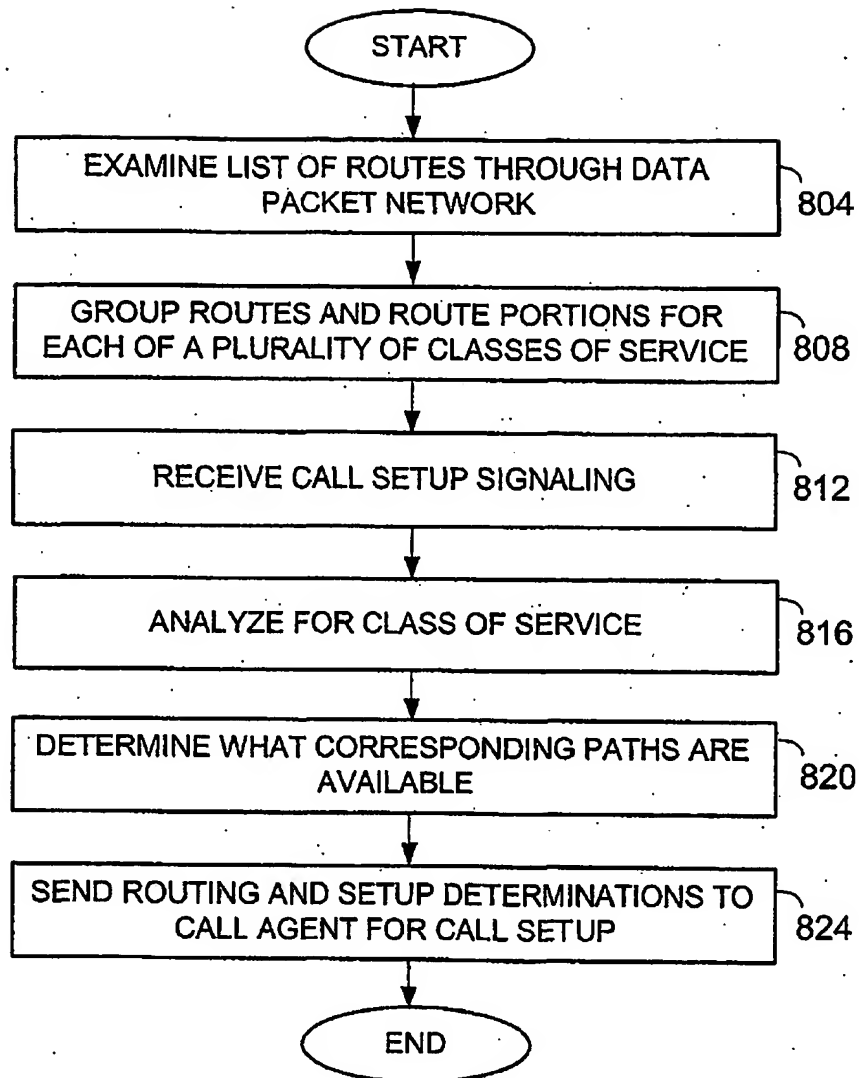 START
EXAMINE LIST OF ROUTES THROUGH DATA
PACKET NETWORK
804
GROUP ROUTES AND ROUTE PORTIONS FOR
EACH OF A PLURALITY OF CLASSES OF SERVICE
808
RECEIVE CALL SETUP SIGNALING
812
ANALYZE FOR CLASS OF SERVICE
816
DETERMINE WHAT CORRESPONDING PATHS ARE
AVAILABLE
820
SEND ROUTING AND SETUP DETERMINATIONS TO
CALL AGENT FOR CALL SETUP
824
END